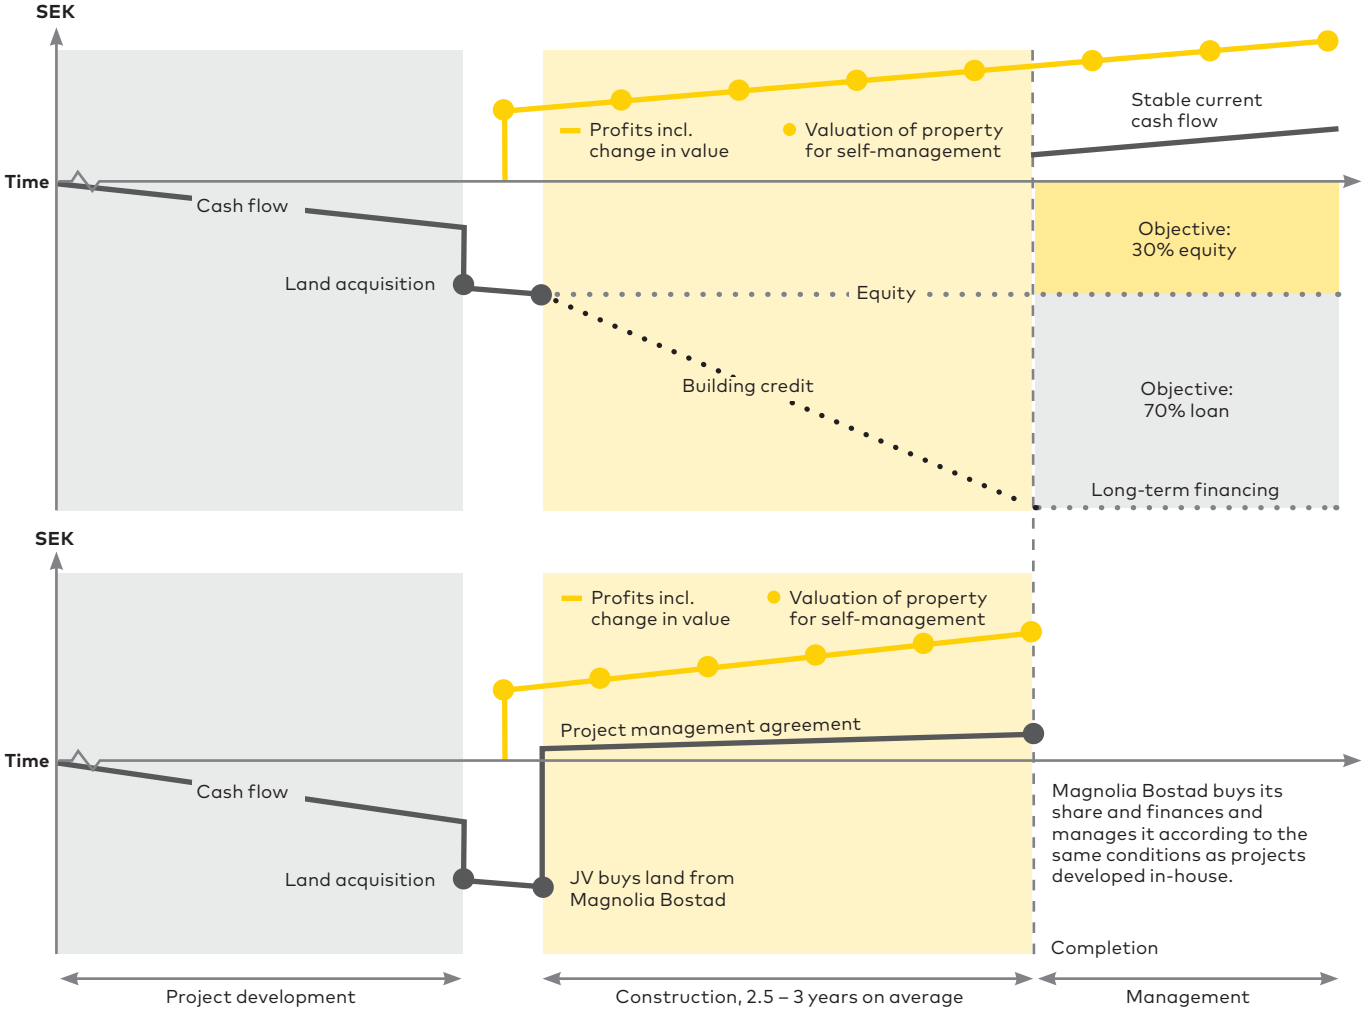 SEK
Stable current
cash flow
Profits incl.
change in value
Valuation of property
for self-management
Time
Cash flow
Objective:
30% equity
Land acquisition
Equity
Building credit
Objective:
70% loan
Long-term financing
SEK
Profits incl.
change in value
Valuation of property
for self-management
Project management agreement
Time
Cash flow
Magnolia Bostad buys its
share and finances and
manages it according to the
same conditions as projects
developed in-house.
Land acquisition
JV buys land from
Magnolia Bostad
Completion
Project development
Construction, 2.5 – 3 years on average
Management